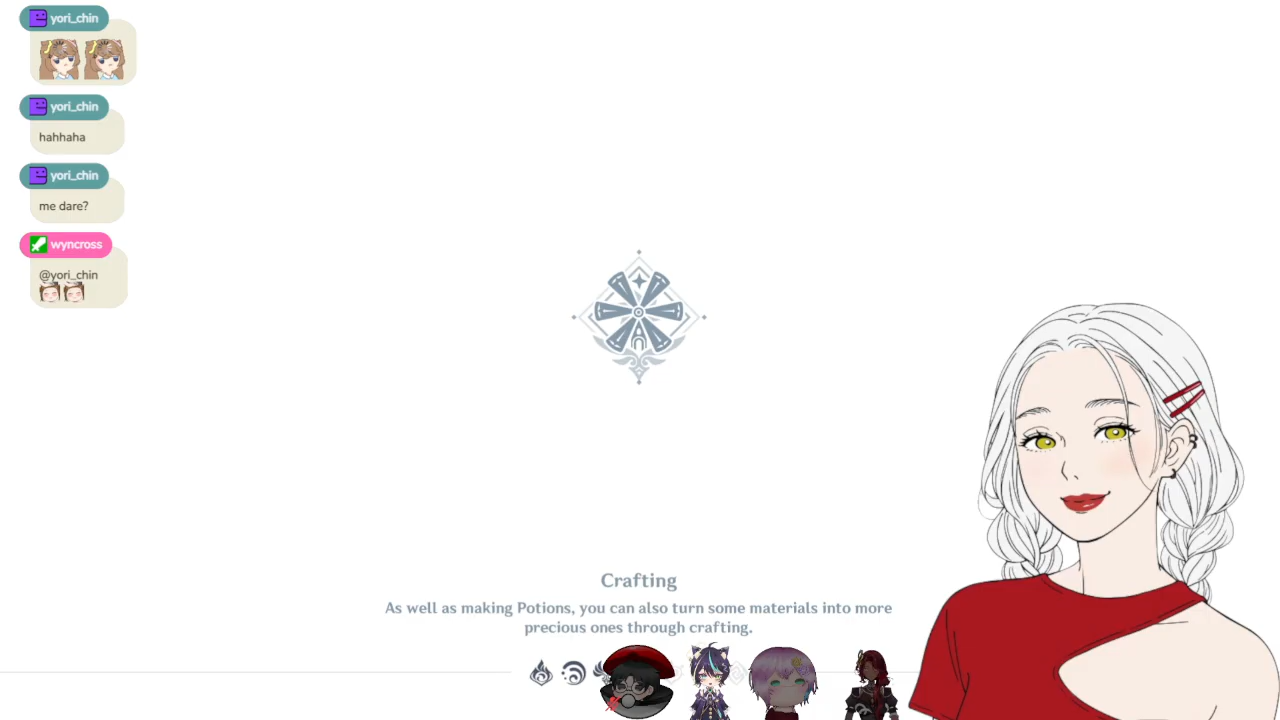 yori_chin
yori_chin
hahhaha
yori_chin
me dare?
wyncross
@yori_chin
Crafting
As well as making Potions, you can also turn some materials into more
precious ones through crafting.